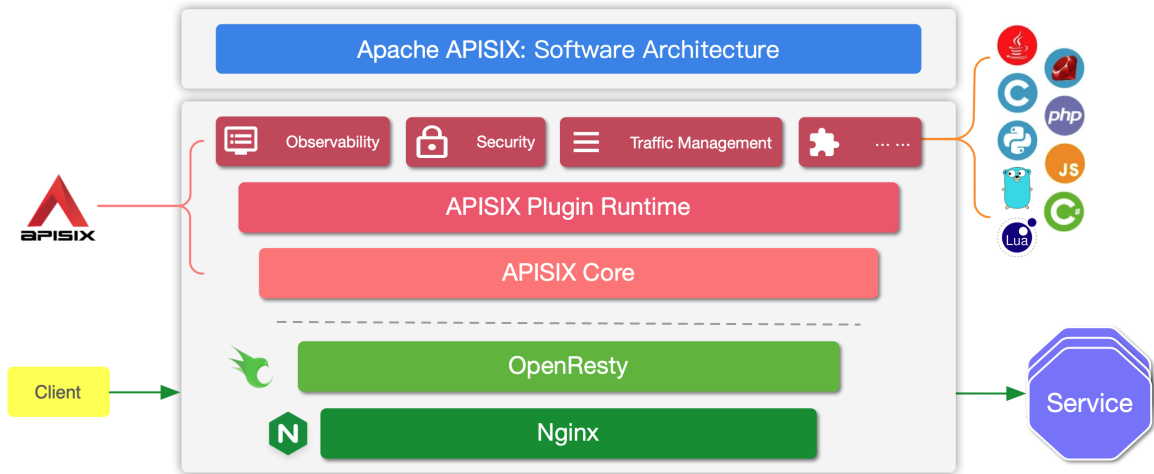 Apache APISIX: Software Architecture
Observability
Security
Traffic Management
... ...
APISIX Plugin Runtime
APISIX Core
OpenResty
Nginx
N
APISIX
Client
Service
C
php
JS
C#
Lua